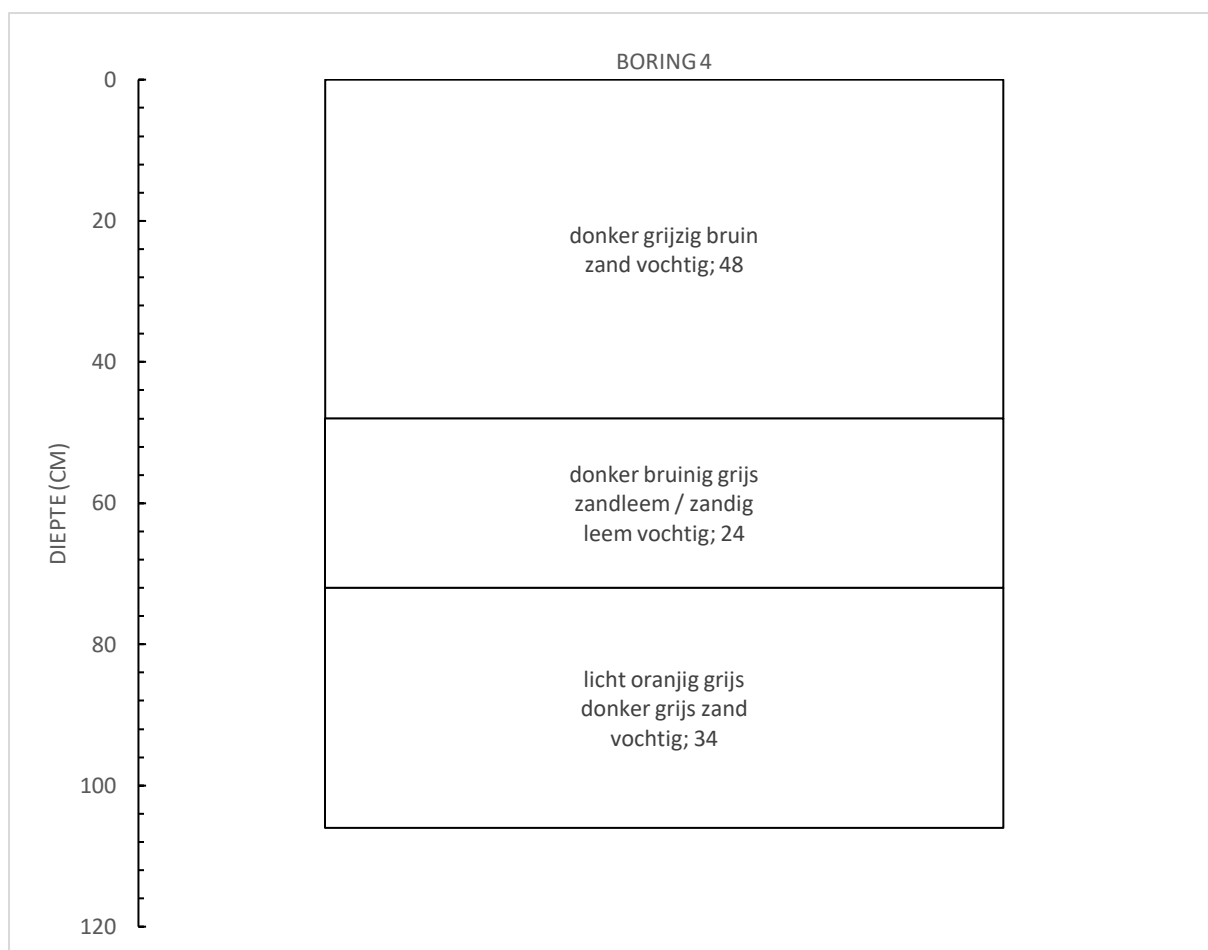 BORING 4
0
20
donker grijzig bruin
zand vochtig; 48
40
DIEPTE (CM)
donker bruinig grijs
zandleem / zandig
leem vochtig; 24
60
80
licht oranjig grijs
donker grijs zand
vochtig; 34
100
120